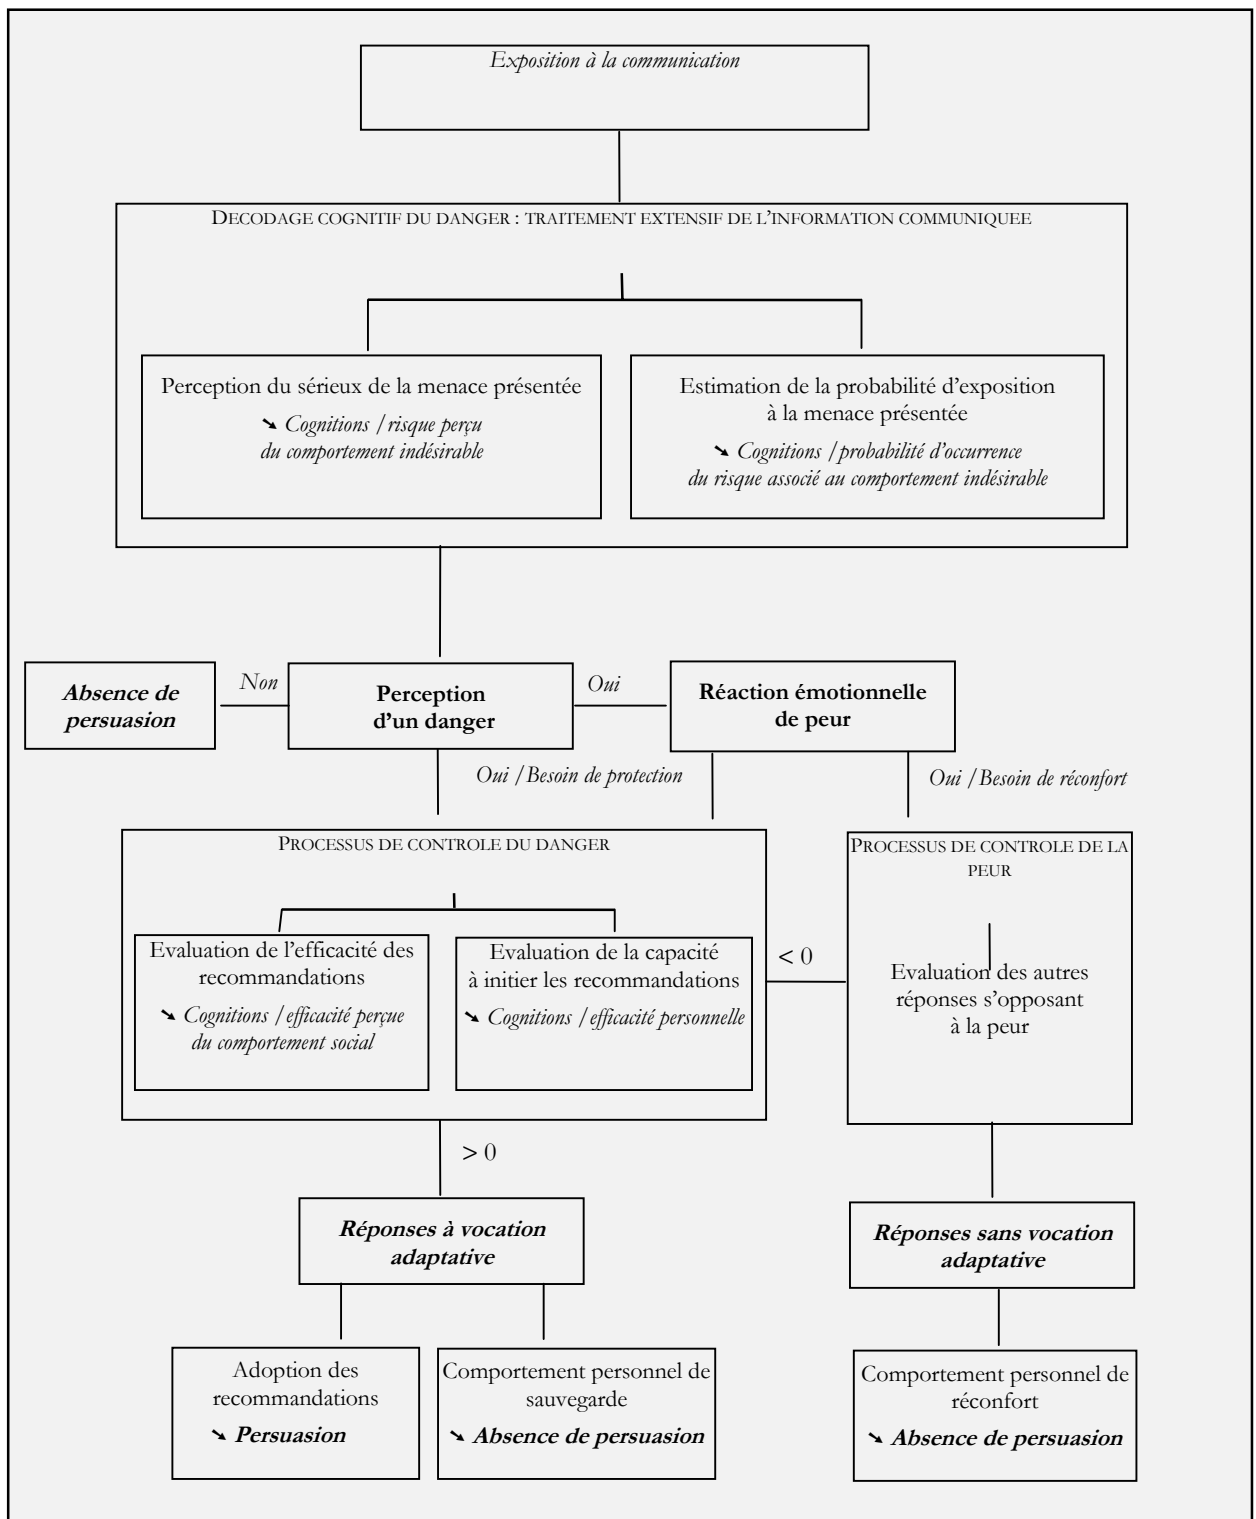 Exposition à la communication
DECODAGE COGNITIF DU DANGER : TRAITEMENT EXTENSIF DE L'INFORMATION COMMUNIQUEE
Perception du sérieux de la menace présentée
➘ Cognitions / risque perçu
du comportement indésirable
Estimation de la probabilité d'exposition
à la menace présentée
➘ Cognitions / probabilité d'occurrence
du risque associé au comportement indésirable
Absence de
persuasion
Non
Perception
d'un danger
Oui
Réaction émotionnelle
de peur
Oui / Besoin de protection
Oui / Besoin de réconfort
PROCESSUS DE CONTROLE DU DANGER
Evaluation de l'efficacité des
recommandations
➘ Cognitions / efficacité perçue
du comportement social
Evaluation de la capacité
à initier les recommandations
➘ Cognitions / efficacité personnelle
< 0
PROCESSUS DE CONTROLE DE LA
PEUR
Evaluation des autres
réponses s'opposant
à la peur
> 0
Réponses à vocation
adaptative
Réponses sans vocation
adaptative
Adoption des
recommandations
➘ Persuasion
Comportement personnel de
sauvegarde
➘ Absence de persuasion
Comportement personnel de
réconfort
➘ Absence de persuasion